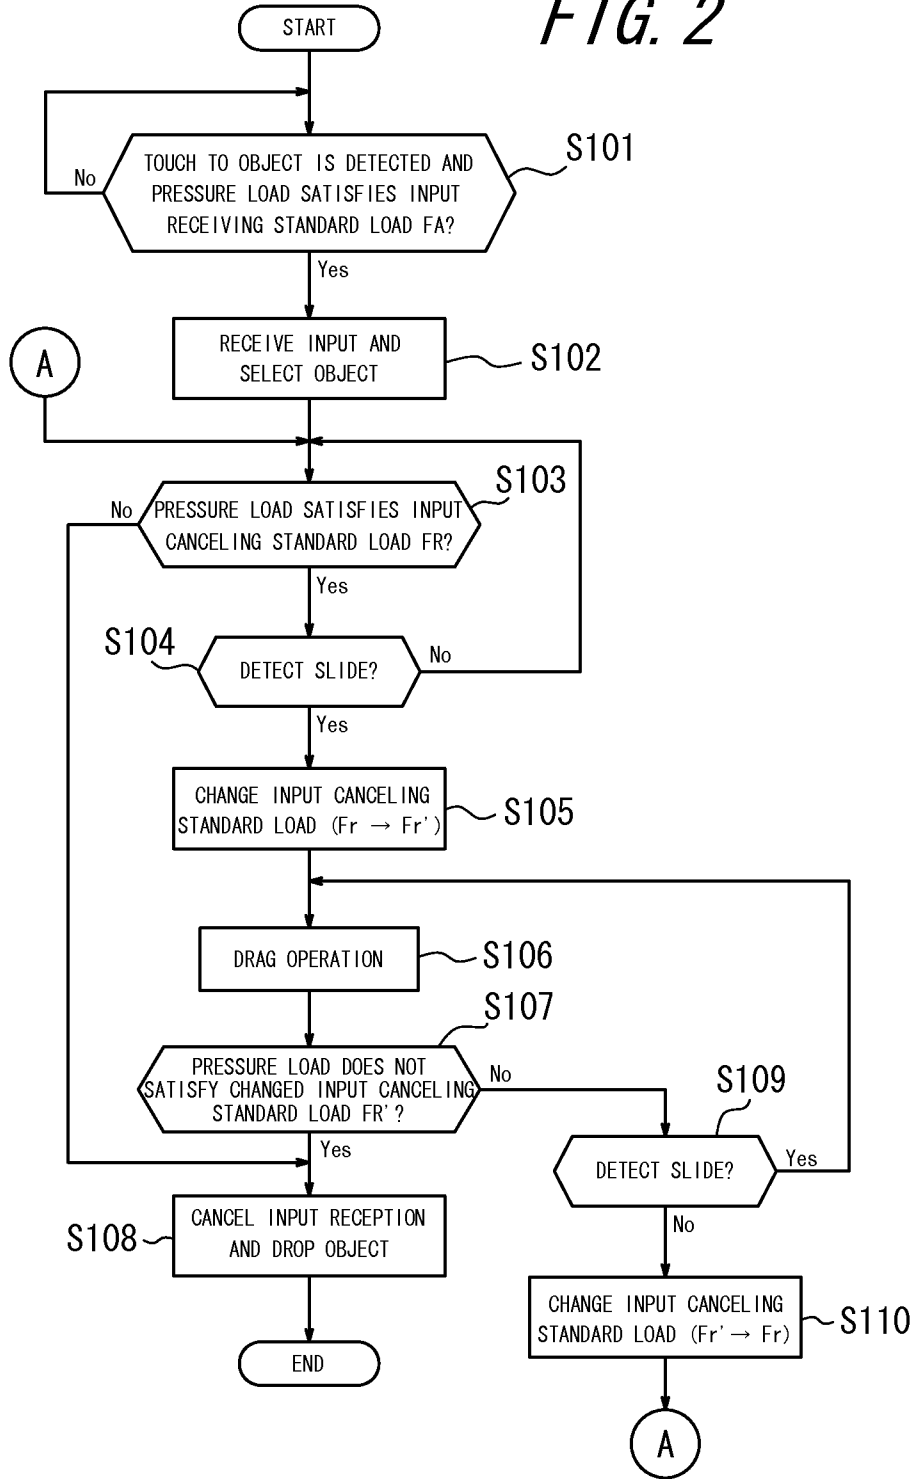 FIG. 2
START
S101
TOUCH TO OBJECT IS DETECTED AND
PRESSURE LOAD SATISFIES INPUT
RECEIVING STANDARD LOAD FA?
No
Yes
RECEIVE INPUT AND
SELECT OBJECT
S102
A
S103
PRESSURE LOAD SATISFIES INPUT
CANCELING STANDARD LOAD FR?
No
Yes
S104
DETECT SLIDE?
No
Yes
CHANGE INPUT CANCELING
STANDARD LOAD (Fr → Fr')
S105
DRAG OPERATION
S106
S107
PRESSURE LOAD DOES NOT
SATISFY CHANGED INPUT CANCELING
STANDARD LOAD FR'?
No
Yes
S109
DETECT SLIDE?
Yes
No
CANCEL INPUT RECEPTION
AND DROP OBJECT
S108
CHANGE INPUT CANCELING
STANDARD LOAD (Fr' → Fr)
S110
END
A